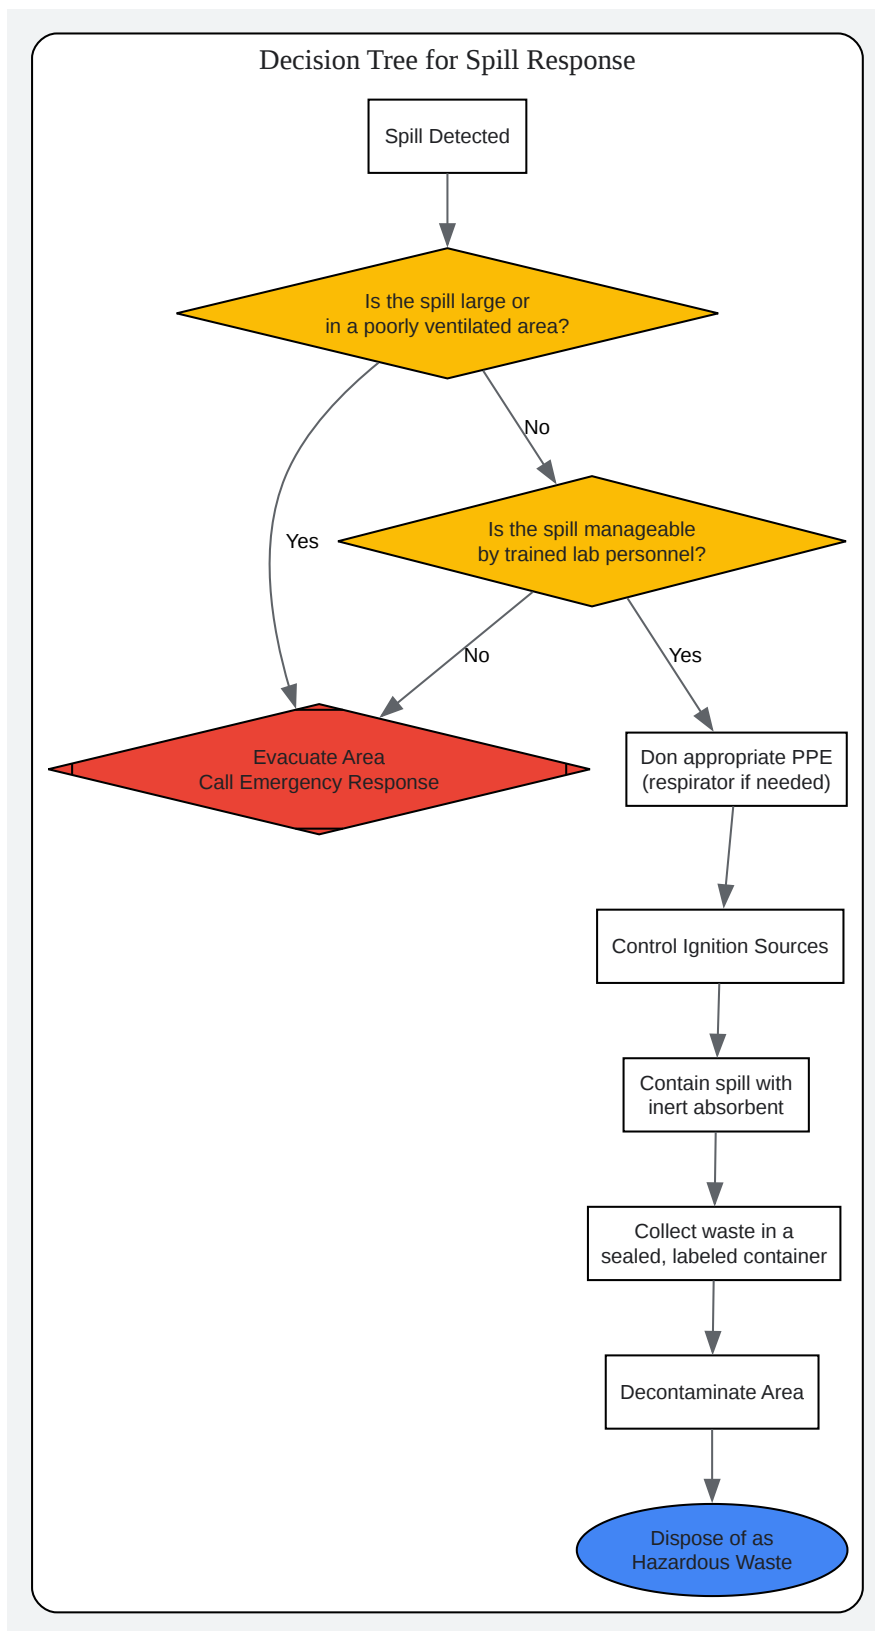 Decision Tree for Spill Response
Spill Detected
Is the spill large or
in a poorly ventilated area?
No
Is the spill manageable
by trained lab personnel?
Yes
No
Yes
Evacuate Area
Call Emergency Response
Don appropriate PPE
(respirator if needed)
Control Ignition Sources
Contain spill with
inert absorbent
Collect waste in a
sealed, labeled container
Decontaminate Area
Dispose of as
Hazardous Waste